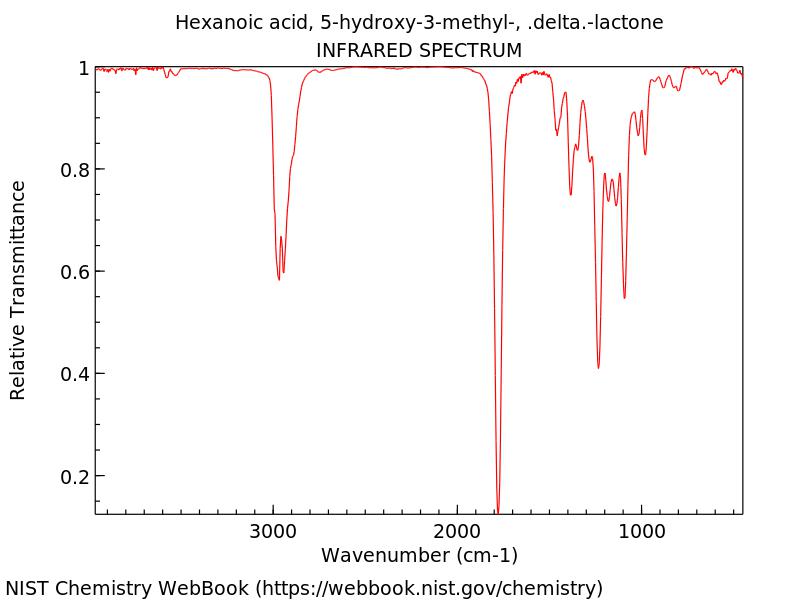 Hexanoic acid, 5-hydroxy-3-methyl-, .delta.-lactone
INFRARED SPECTRUM
1
0.8
0.6
0.4
0.2
Relative Transmittance
3000 2000 1000
Wavenumber (cm-1)
NIST Chemistry WebBook (https://webbook.nist.gov/chemistry)